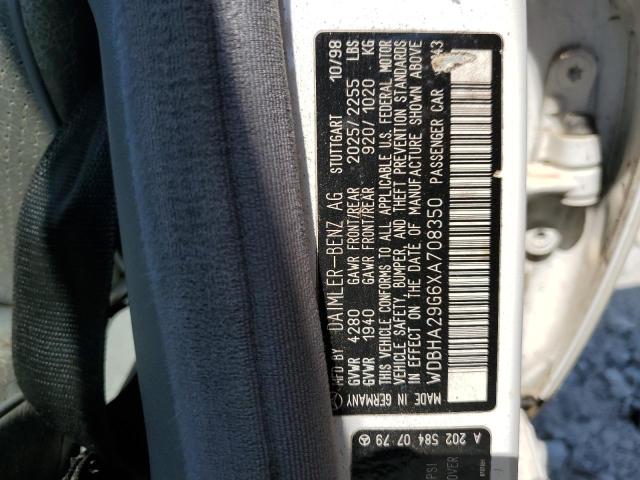 MFD BY DAIMLER-BENZ AG STUTTGART 10/98
GVWR 4280 GAWR FRONT/REAR 2025/2255 LBS
GVWR 1940 GAWR FRONT/REAR 920/1020 KG
THIS VEHICLE CONFORMS TO ALL APPLICABLE U.S. FEDERAL MOTOR
VEHICLE SAFETY, BUMPER, AND THEFT PREVENTION STANDARDS
IN EFFECT ON THE DATE OF MANUFACTURE SHOWN ABOVE
WDBHA29G6XA708350 PASSENGER CAR
MADE IN GERMANY
A 202 584 07 79
PSI
OVER